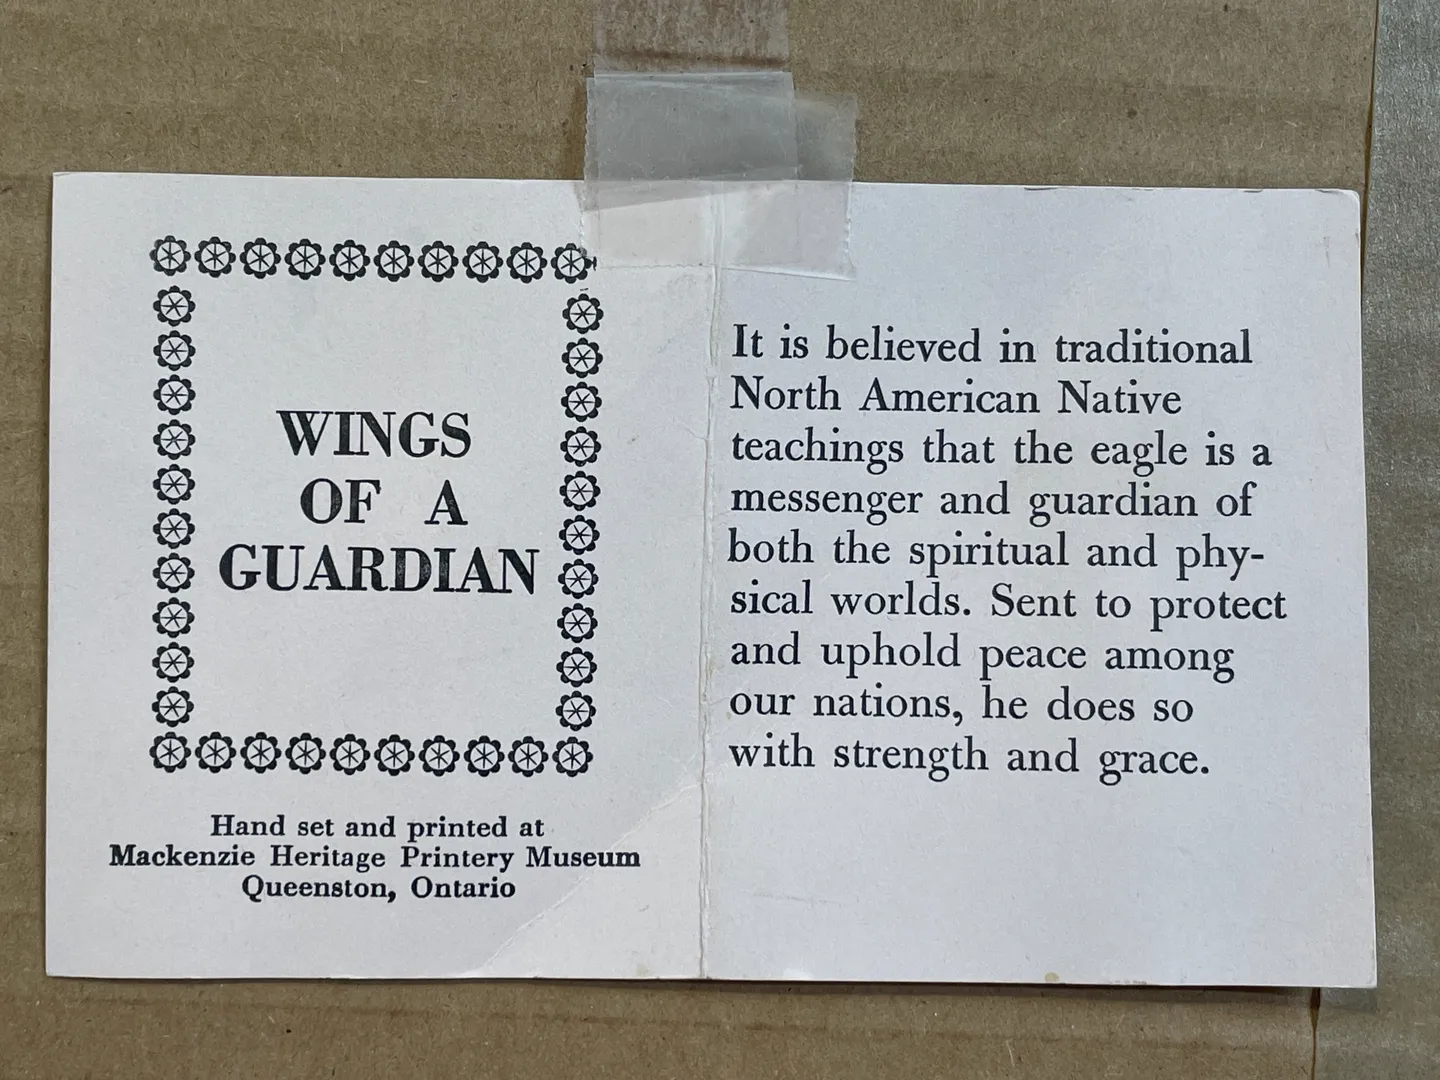 WINGS
OF A
GUARDIAN
Hand set and printed at
Mackenzie Heritage Printery Museum
Queenston, Ontario
It is believed in traditional
North American Native
teachings that the eagle is a
messenger and guardian of
both the spiritual and phy-
sical worlds. Sent to protect
and uphold peace among
our nations, he does so
with strength and grace.